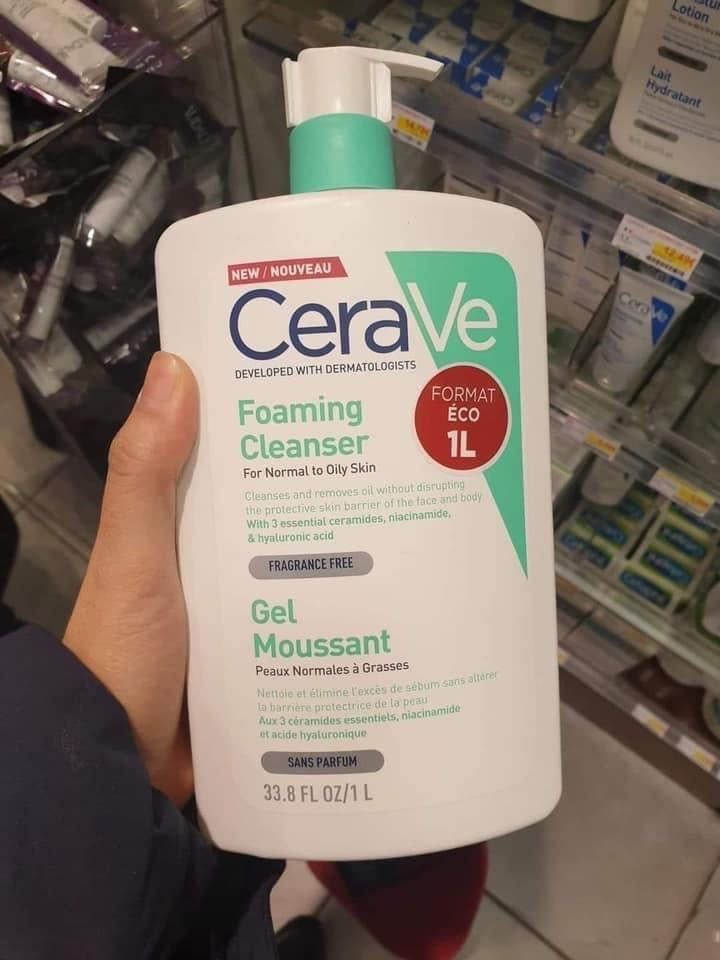 NEW / NOUVEAU
CeraVe
DEVELOPED WITH DERMATOLOGISTS
FORMAT
ÉCO
1L
Foaming
Cleanser
For Normal to Oily Skin
Cleanses and removes oil without disrupting
the protective skin barrier of the face and body
With 3 essential ceramides, niacinamide,
& hyaluronic acid
FRAGRANCE FREE
Gel
Moussant
Peaux Normales à Grasses
Nettoie et élimine l'excès de sébum sans altérer
la barrière protectrice de la peau
Aux 3 céramides essentiels, niacinamide
et acide hyaluronique
SANS PARFUM
33.8 FL OZ/1 L
Lotion
Lait
Hydratant
12,49€
CeraVe